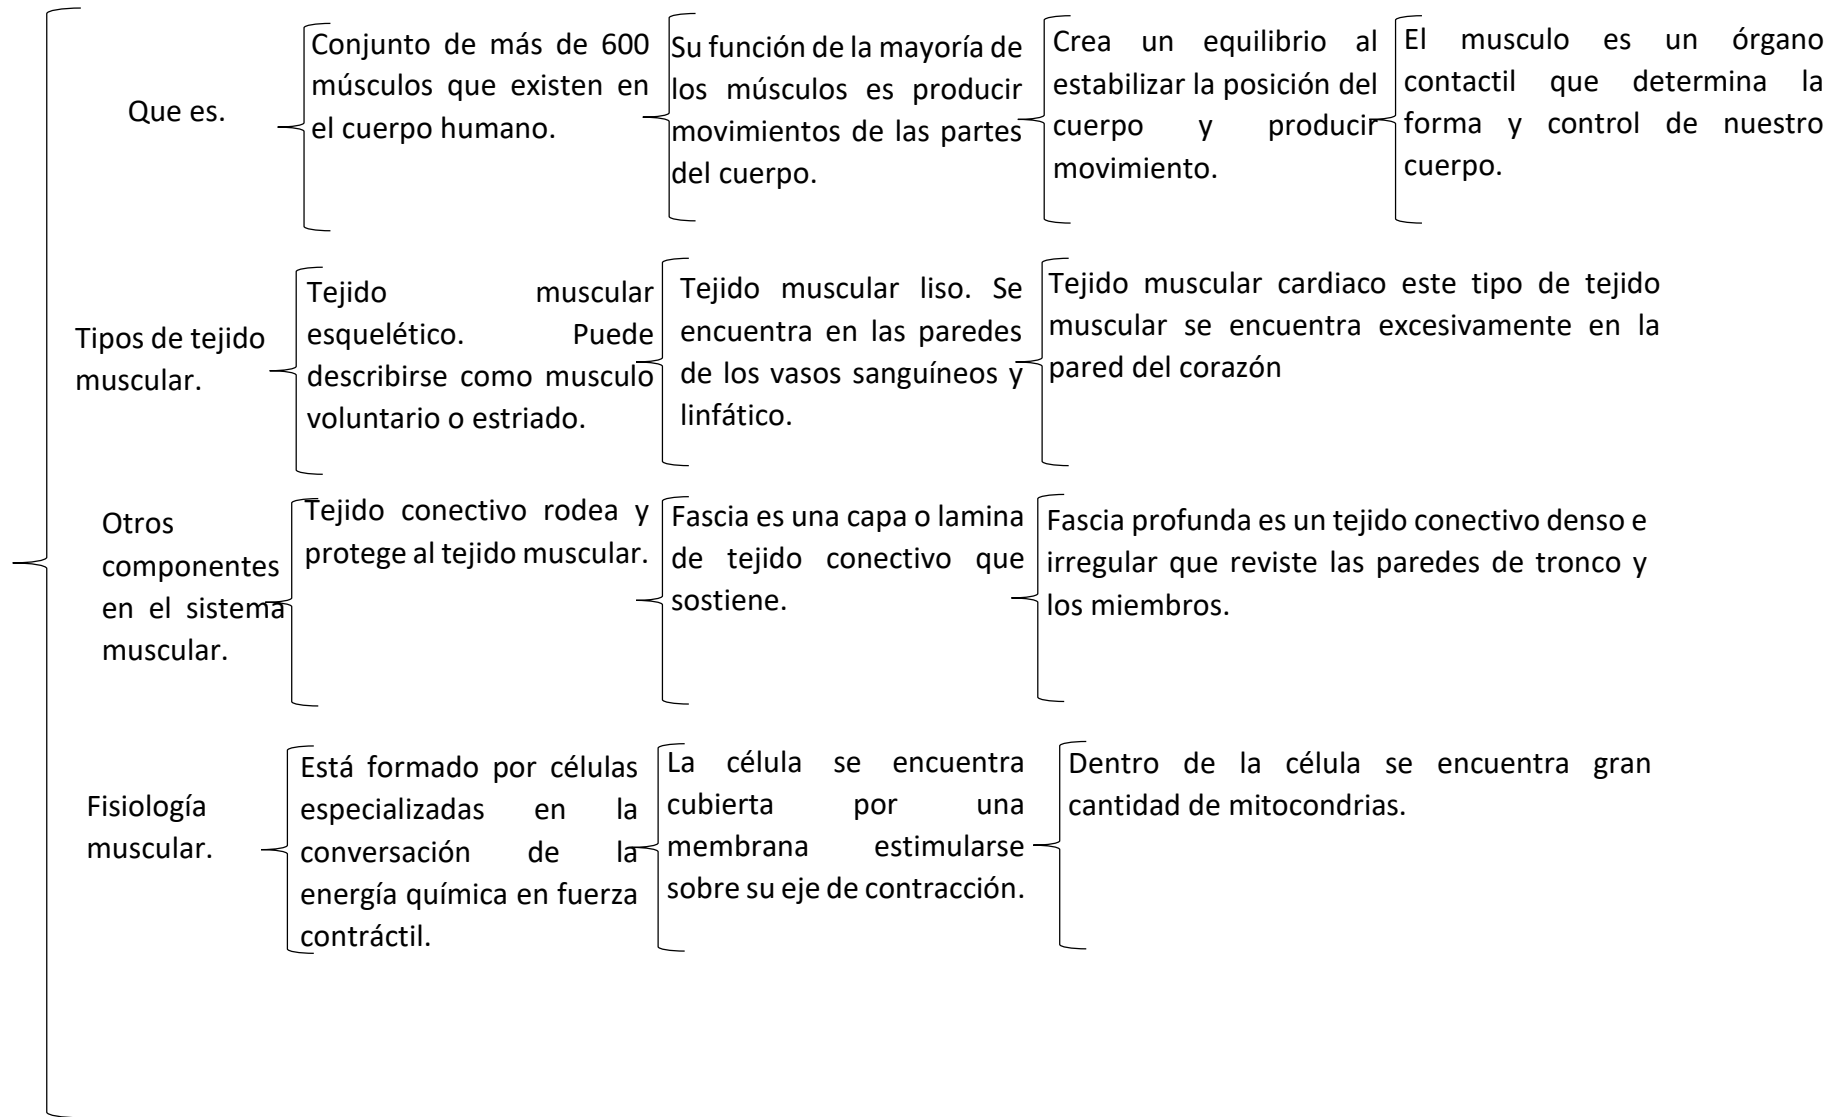 Que es.
Conjunto de más de 600
músculos que existen en
el cuerpo humano.
Su función de la mayoría de
los músculos es producir
movimientos de las partes
del cuerpo.
Crea un equilibrio al
estabilizar la posición del
cuerpo y producir
movimiento.
El musculo es un órgano
contactil que determina la
forma y control de nuestro
cuerpo.
Tipos de tejido
muscular.
Tejido muscular
esquelético. Puede
describirse como musculo
voluntario o estriado.
Tejido muscular liso. Se
encuentra en las paredes
de los vasos sanguíneos y
linfático.
Tejido muscular cardiaco este tipo de tejido
muscular se encuentra excesivamente en la
pared del corazón
Otros
componentes
en el sistema
muscular.
Tejido conectivo rodea y
protege al tejido muscular.
Fascia es una capa o lamina
de tejido conectivo que
sostiene.
Fascia profunda es un tejido conectivo denso e
irregular que reviste las paredes de tronco y
los miembros.
Fisiología
muscular.
Está formado por células
especializadas en la
conversación de la
energía química en fuerza
contráctil.
La célula se encuentra
cubierta por una
membrana estimularse
sobre su eje de contracción.
Dentro de la célula se encuentra gran
cantidad de mitocondrias.